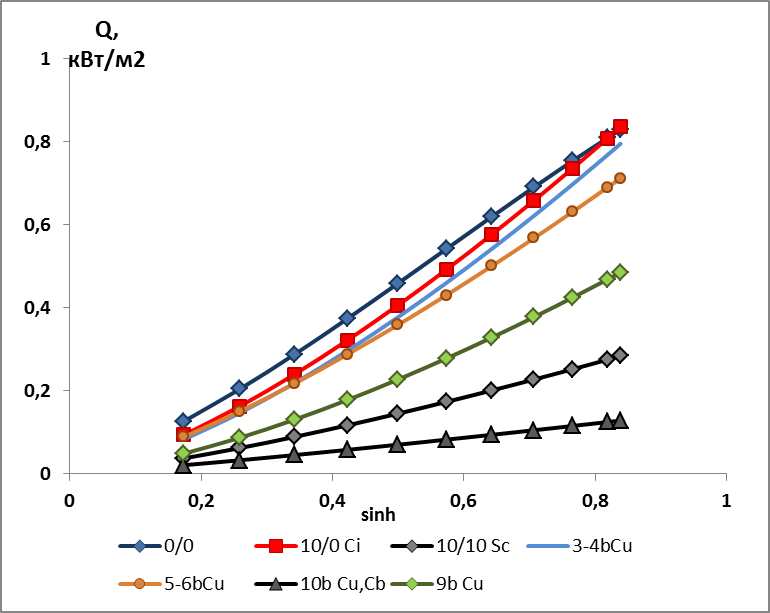 Q,
кВт/м2
1
0,8
0,6
0,4
0,2
0
0 0,2 0,4 0,6 0,8 1
sinh
0/0 10/0 Ci 10/10 Sc 3-4bCu
5-6bCu 10b Cu,Cb 9b Cu